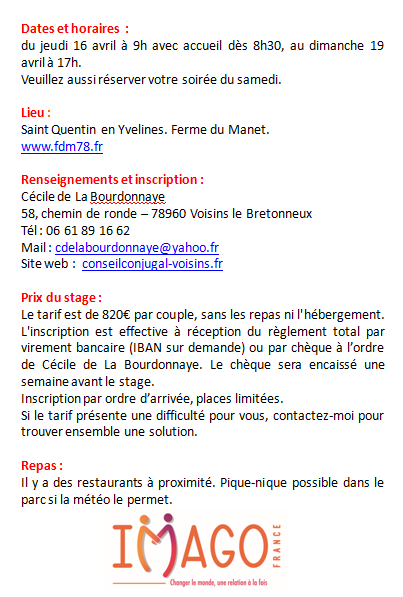 Dates et horaires :
du jeudi 16 avril à 9h avec accueil dès 8h30, au dimanche 19
avril à 17h.
Veuillez aussi réserver votre soirée du samedi.
Lieu :
Saint Quentin en Yvelines. Ferme du Manet.
www.fdm78.fr
Renseignements et inscription :
Cécile de La Bourdonnaye
58, chemin de ronde – 78960 Voisins le Bretonneux
Tél : 06 61 89 16 62
Mail : cdelabourdonnaye@yahoo.fr
Site web : conseilconjugal-voisins.fr
Prix du stage :
Le tarif est de 820€ par couple, sans les repas ni l'hébergement.
L'inscription est effective à réception du règlement total par
virement bancaire (IBAN sur demande) ou par chèque à l’ordre
de Cécile de La Bourdonnaye. Le chèque sera encaissé une
semaine avant le stage.
Inscription par ordre d’arrivée, places limitées.
Si le tarif présente une difficulté pour vous, contactez-moi pour
trouver ensemble une solution.
Repas :
Il y a des restaurants à proximité. Pique-nique possible dans le
parc si la météo le permet.
IMAGO
FRANCE
Changer le monde, une relation à la fois